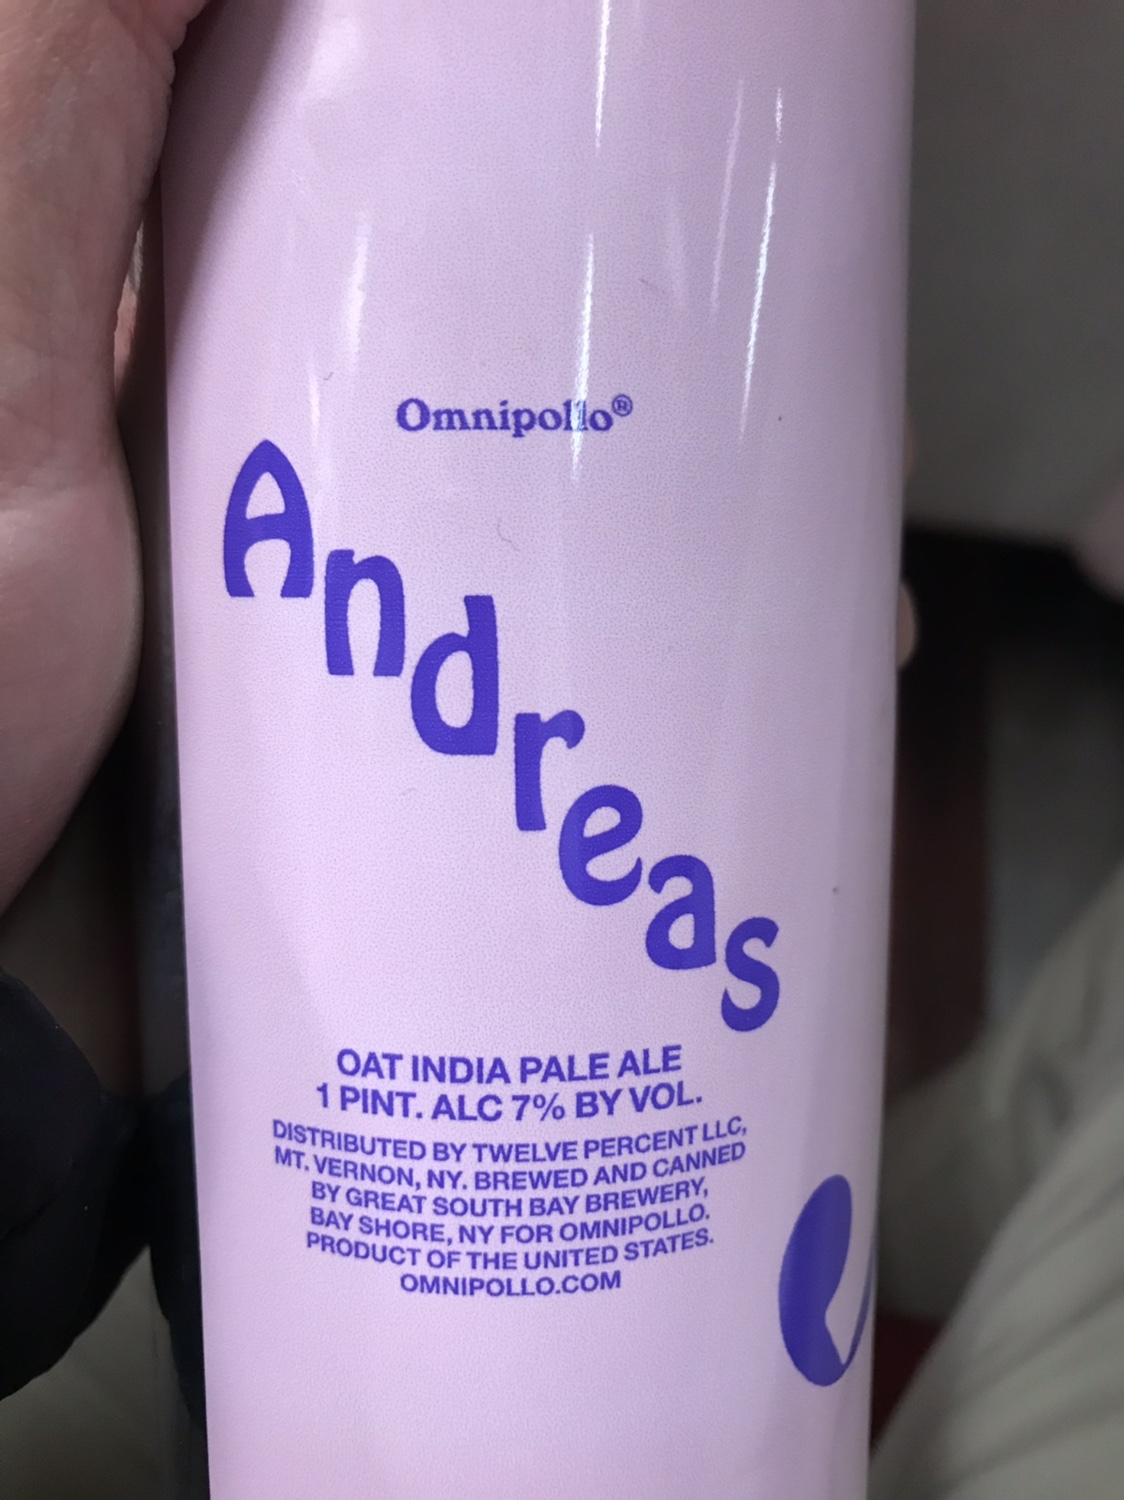 Omnipollo®
Andreas
OAT INDIA PALE ALE
1 PINT. ALC 7% BY VOL.
DISTRIBUTED BY TWELVE PERCENT LLC,
MT. VERNON, NY. BREWED AND CANNED
BY GREAT SOUTH BAY BREWERY,
BAY SHORE, NY FOR OMNIPOLLO.
PRODUCT OF THE UNITED STATES.
OMNIPOLLO.COM